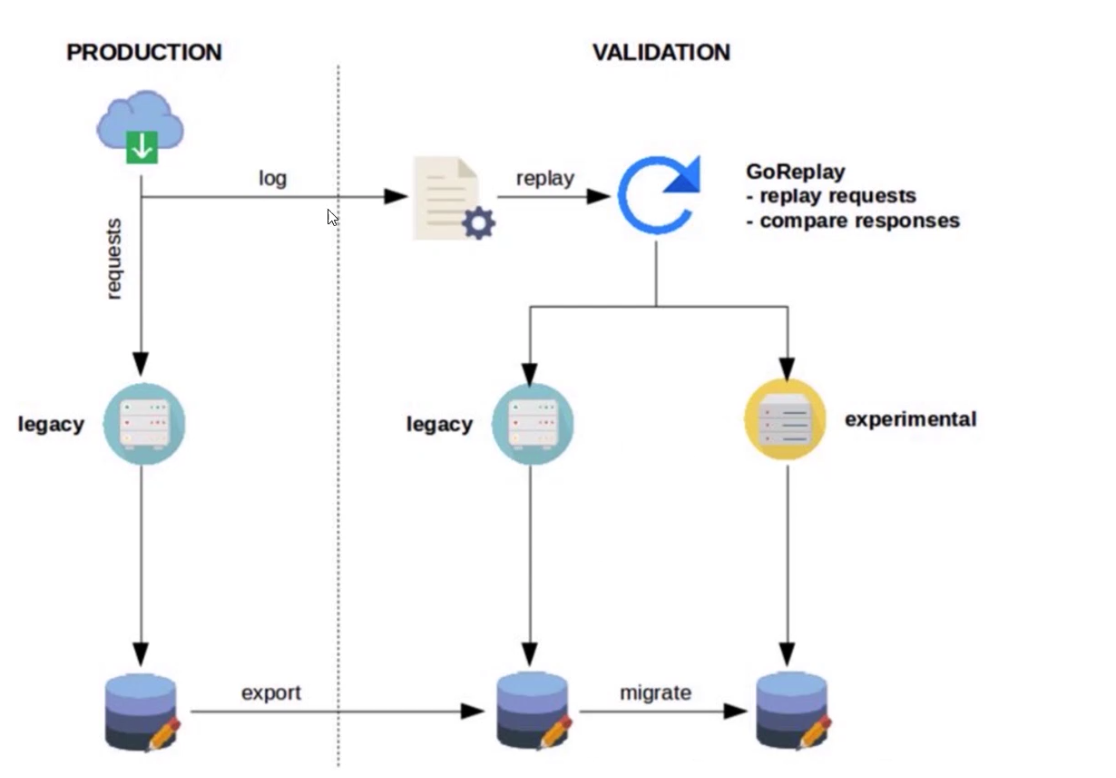 PRODUCTION
VALIDATION
log
replay
GoReplay
- replay requests
- compare responses
requests
legacy
legacy
experimental
export
migrate